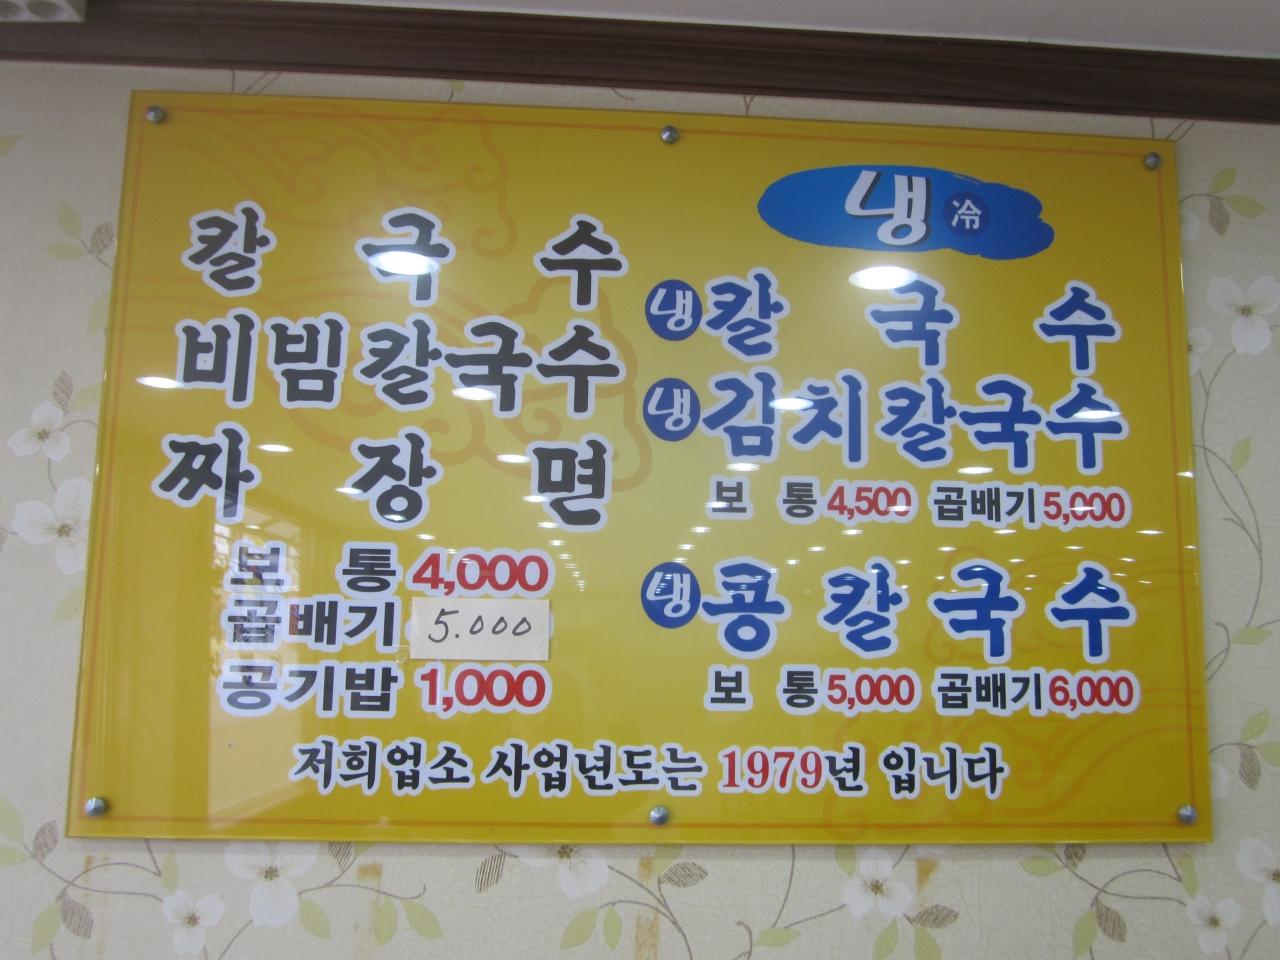 칼국수
비빔칼국수
짜장면
보통 4,000
곱배기 5.000
공기밥 1,000
냉 冷
냉 칼국수
냉 김치칼국수
보통 4,500 곱배기 5,000
냉 콩칼국수
보통 5,000 곱배기 6,000
저희업소 사업년도는 1979년 입니다